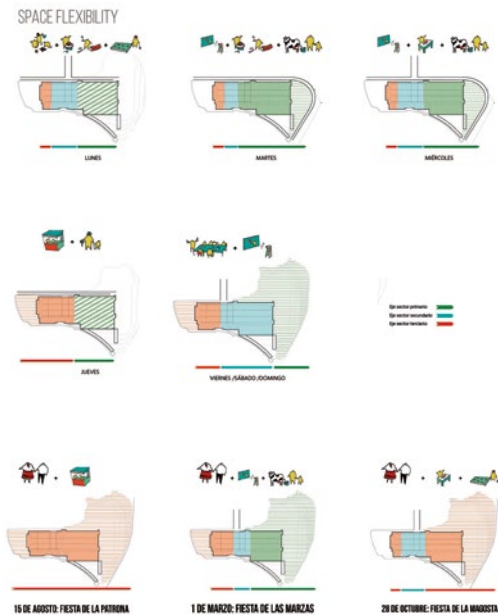 SPACE FLEXIBILITY
LUNES
MARTES
MIÉRCOLES
JUEVES
VIERNES /SÁBADO /DOMINGO
Eje sector primario
Eje sector secundario
Eje sector terciario
15 DE AGOSTO: FIESTA DE LA PATRONA
1 DE MARZO: FIESTA DE LAS MARZAS
28 DE OCTUBRE: FIESTA DE LA MAGOSTA